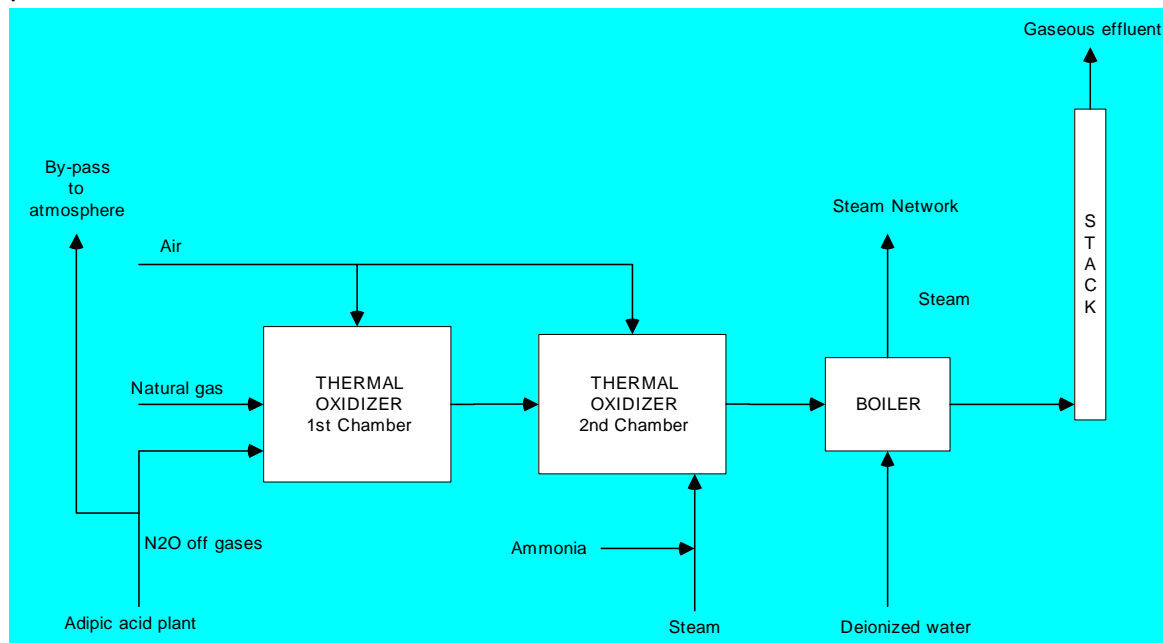 Gaseous effluent
By-pass
to
atmosphere
Steam Network
Air
Steam
S
T
A
C
K
Natural gas
THERMAL
OXIDIZER
1st Chamber
THERMAL
OXIDIZER
2nd Chamber
BOILER
N2O off gases
Ammonia
Adipic acid plant
Steam
Deionized water